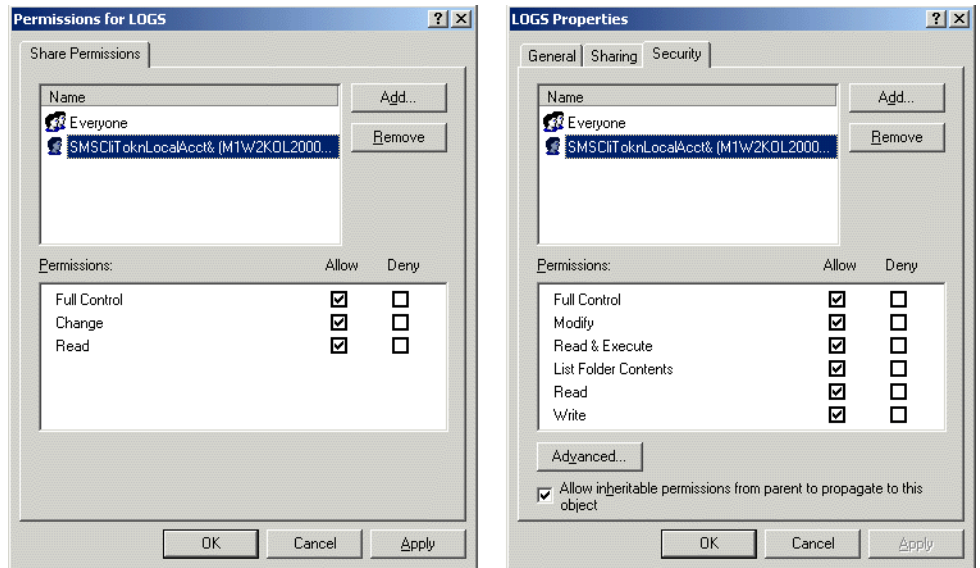 Permissions for LOGS
Share Permissions
Name
Add...
Everyone
Remove
SMSCliToknLocalAcct& (M1W2KOL2000...
Permissions:
Allow Deny
Full Control
Change
Read
OK Cancel Apply
LOGS Properties
General Sharing Security
Name
Add...
Everyone
Remove
SMSCliToknLocalAcct& (M1W2KOL2000...
Permissions:
Allow Deny
Full Control
Modify
Read & Execute
List Folder Contents
Read
Write
Advanced...
Allow inheritable permissions from parent to propagate to this
object
OK Cancel Apply